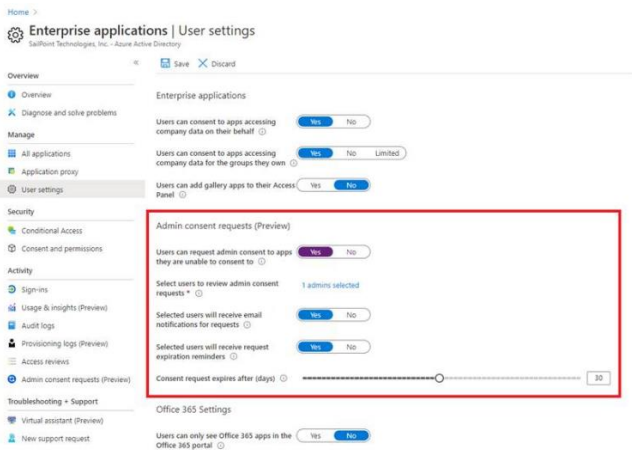 Home >
Enterprise applications | User settings
SailPoint Technologies, Inc. - Azure Active Directory
«
Save
Discard
Overview
Overview
Diagnose and solve problems
Manage
All applications
Application proxy
User settings
Security
Conditional Access
Consent and permissions
Activity
Sign-ins
Usage & insights (Preview)
Audit logs
Provisioning logs (Preview)
Access reviews
Admin consent requests (Preview)
Troubleshooting + Support
Virtual assistant (Preview)
New support request
Enterprise applications
Users can consent to apps accessing
company data on their behalf
Yes No
Users can consent to apps accessing
company data for the groups they own
Yes No Limited
Users can add gallery apps to their Access
Panel
Yes No
Admin consent requests (Preview)
Users can request admin consent to apps
they are unable to consent to
Yes No
Select users to review admin consent
requests *
1 admins selected
Selected users will receive email
notifications for requests
Yes No
Selected users will receive request
expiration reminders
Yes No
Consent request expires after (days)
30
Office 365 Settings
Users can only see Office 365 apps in the
Office 365 portal
Yes No